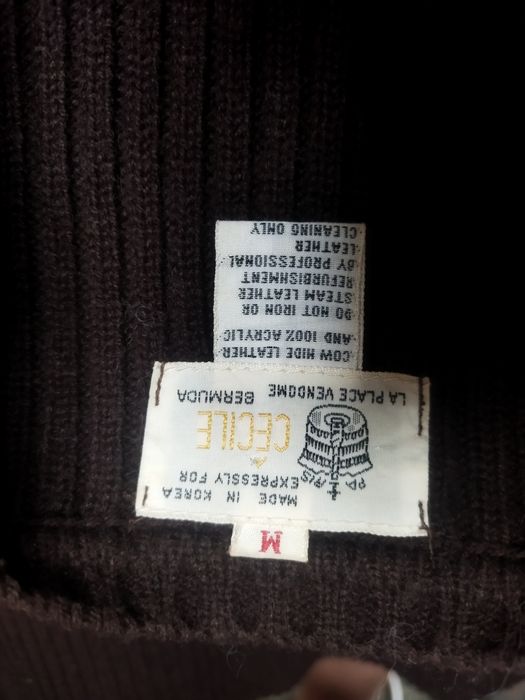 M
MADE IN KOREA
EXPRESSLY FOR
CÉCILE
LA PLACE VENDOME BERMUDA
COW HIDE LEATHER
AND 100% ACRYLIC
DO NOT IRON OR
STEAM LEATHER
REFURBISHMENT
BY PROFESSIONAL
LEATHER
CLEANING ONLY